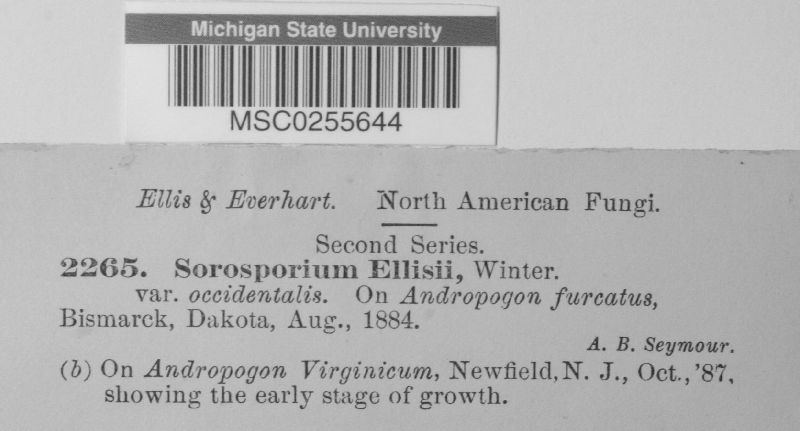 Michigan State University
MSC0255644
Ellis & Everhart. North American Fungi.
Second Series.
2265. Sorosporium Ellisii, Winter.
var. occidentalis. On Andropogon furcatus,
Bismarck, Dakota, Aug., 1884.
A. B. Seymour.
(b) On Andropogon Virginicum, Newfield, N. J., Oct., '87,
showing the early stage of growth.